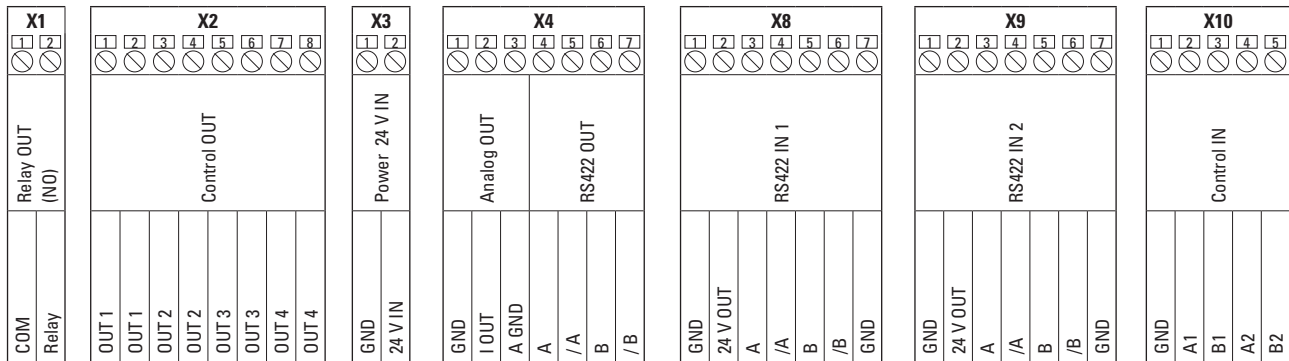 X1 X2 X3 X4 X8 X9 X10
1 2 1 2 3 4 5 6 7 8 1 2 1 2 3 4 5 6 7 1 2 3 4 5 6 7 1 2 3 4 5 6 7 1 2 3 4 5
Relay OUT
(NO)
Control OUT
Power 24 V IN
Analog OUT
RS422 OUT
RS422 IN 1
RS422 IN 2
Control IN
COM
Relay
OUT 1
OUT 1
OUT 2
OUT 2
OUT 3
OUT 3
OUT 4
OUT 4
GND
24 V IN
GND
I OUT
A GND
A
/ A
B
/ B
GND
24 V OUT
A
/A
B
/B
GND
GND
24 V OUT
A
/A
B
/B
GND
GND
A1
B1
A2
B2